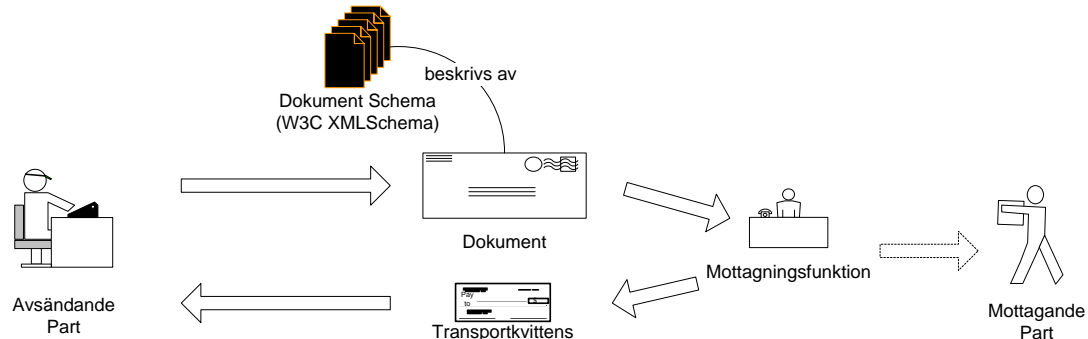 beskrivs av
Dokument Schema
(W3C XMLSchema)
Dokument
Mottagningsfunktion
Avsändande
Part
Pay
to
$
Transportkvittens
Mottagande
Part